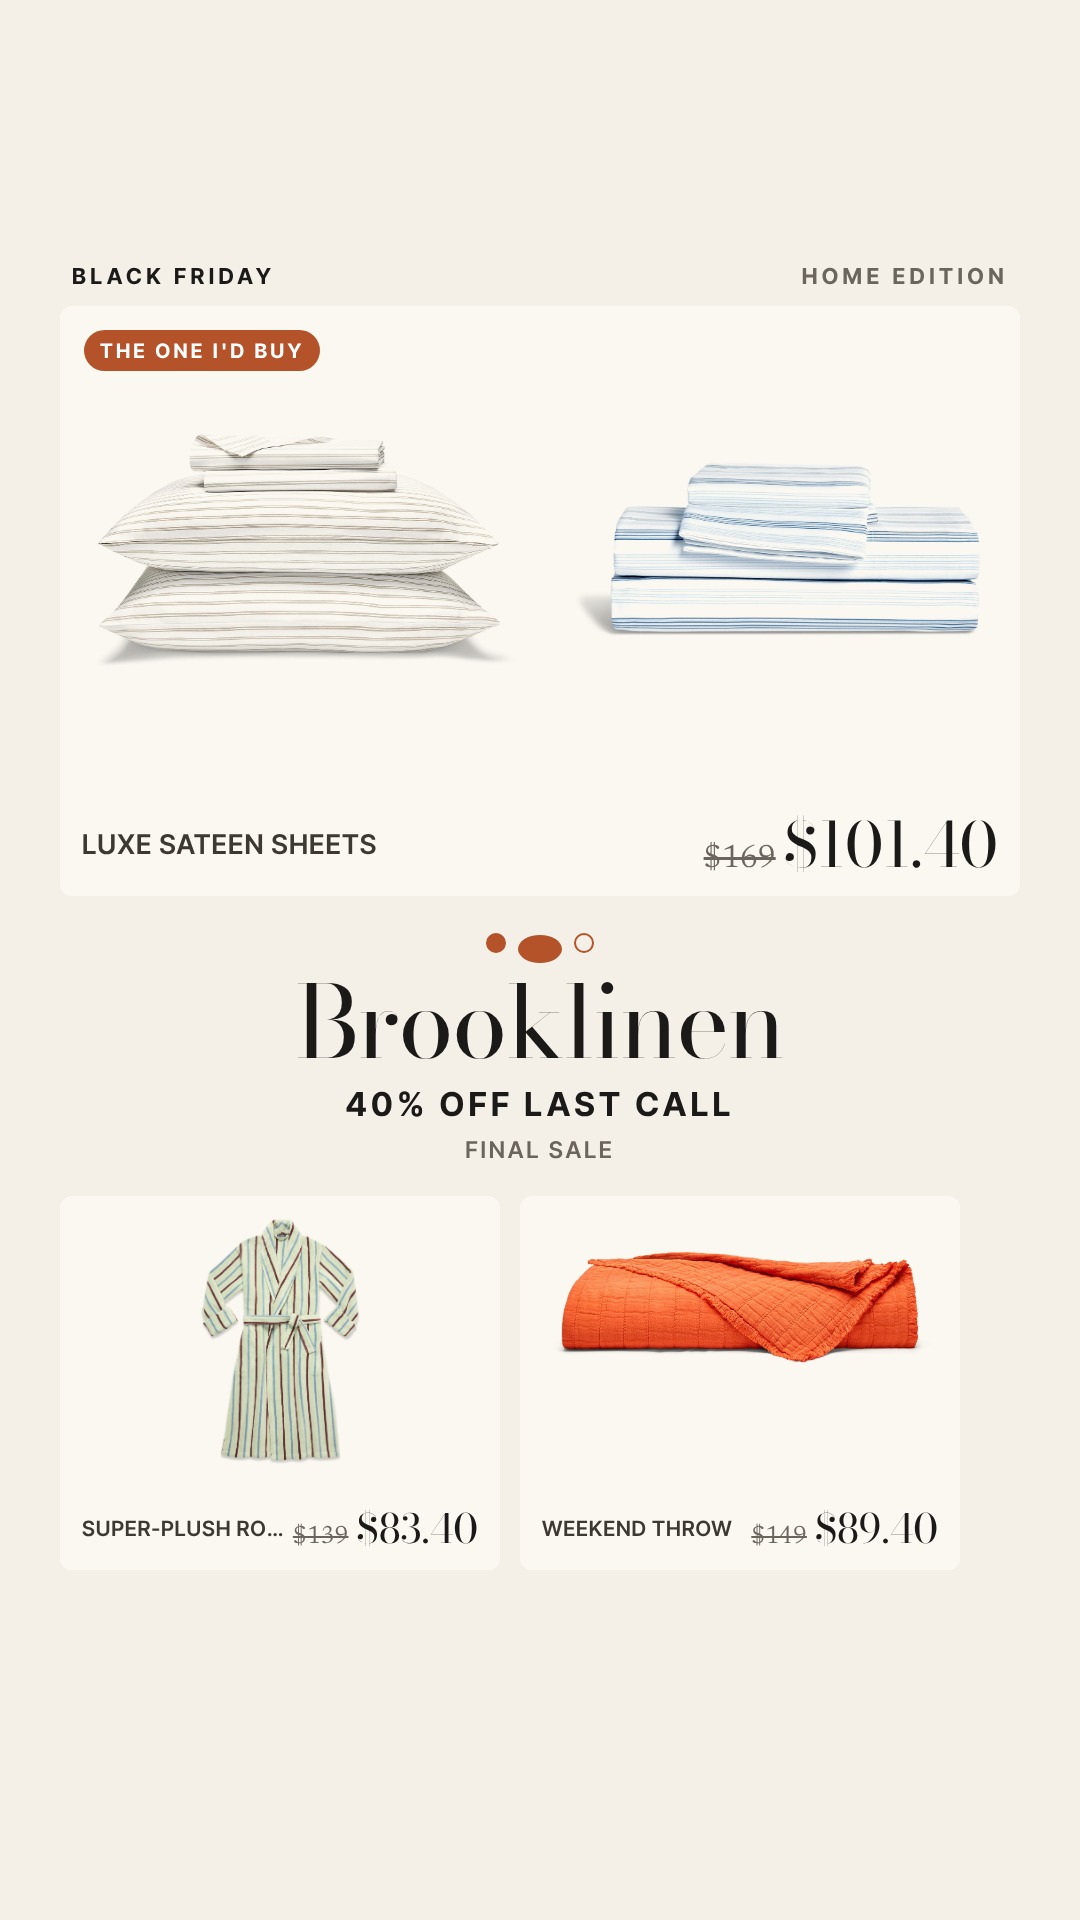 BLACK FRIDAY
HOME EDITION
THE ONE I'D BUY
LUXE SATEEN SHEETS
$169 $101.40
Brooklinen
40% OFF LAST CALL
FINAL SALE
SUPER-PLUSH RO... $139 $83.40
WEEKEND THROW $149 $89.40